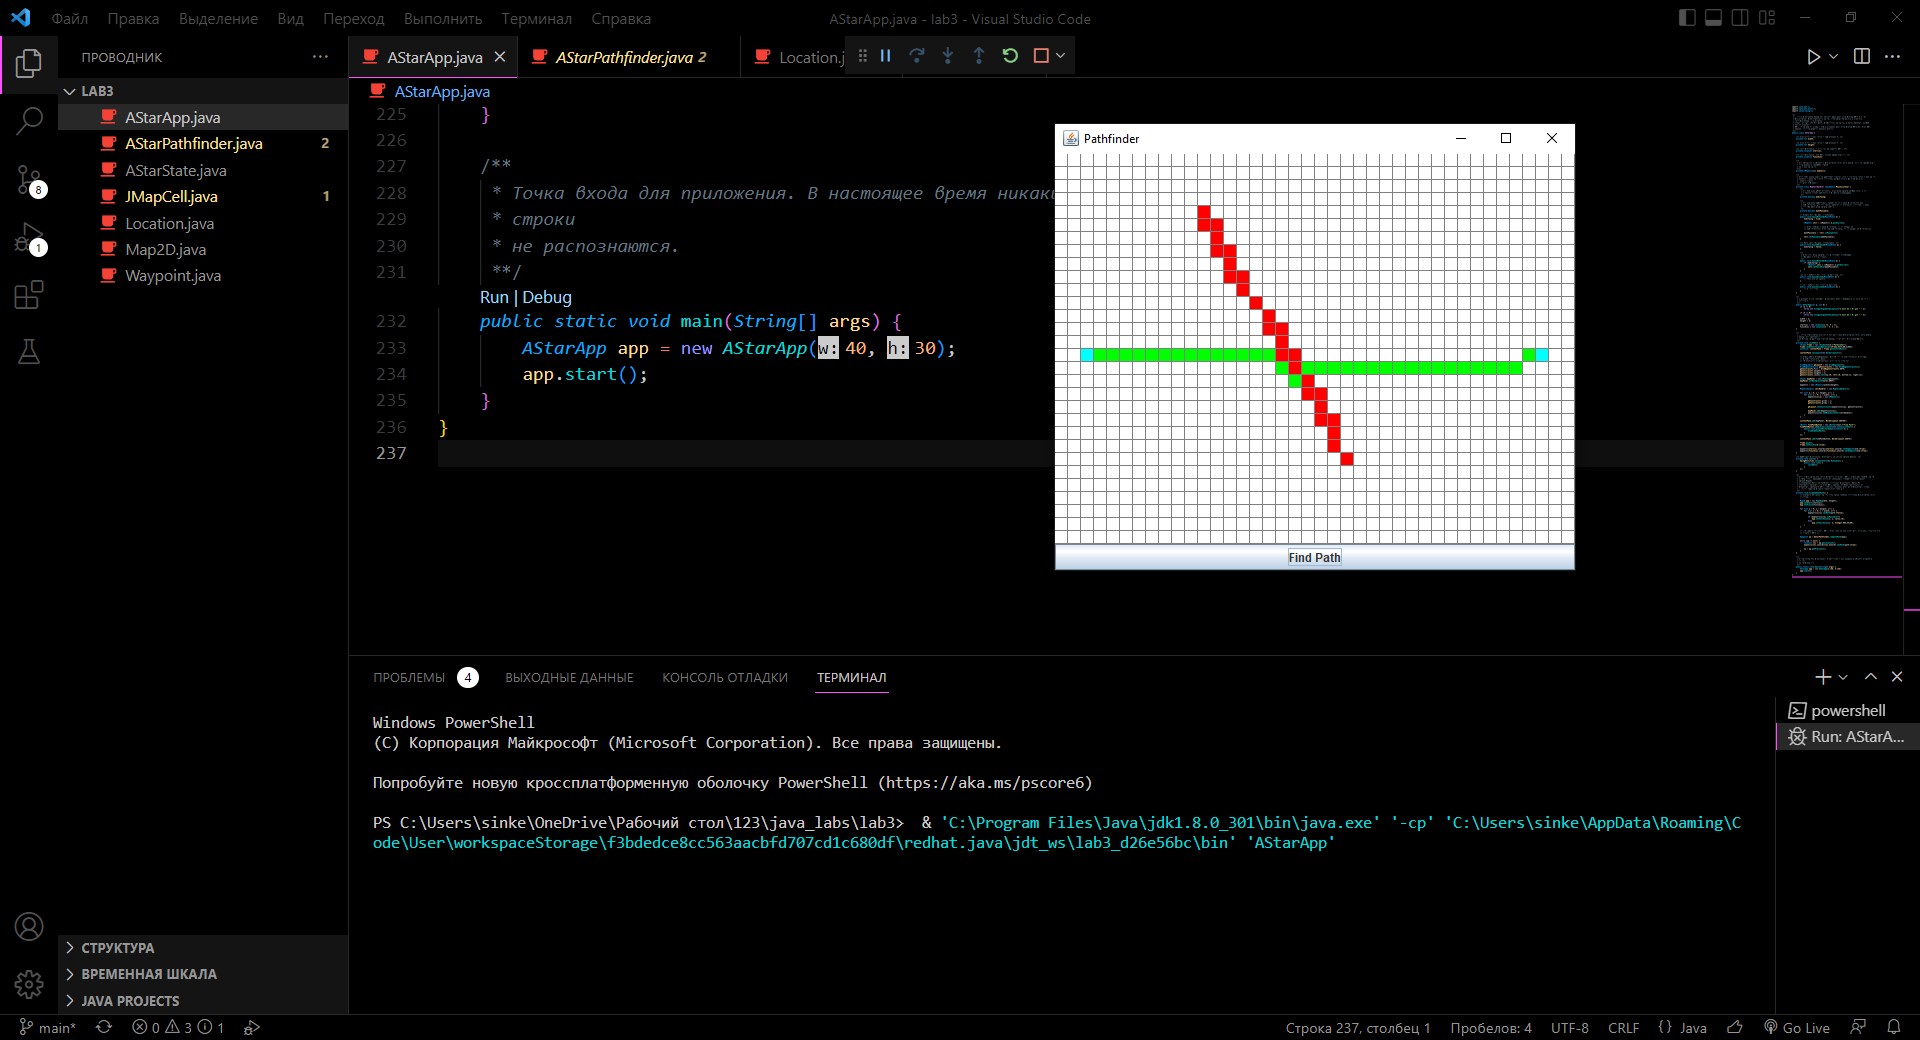 Файл Правка Выделение Вид Переход Выполнить Терминал Справка
AStarApp.java - lab3 - Visual Studio Code
ПРОВОДНИК
LAB3
AStarApp.java
AStarPathfinder.java 2
AStarState.java
JMapCell.java 1
Location.java
Map2D.java
Waypoint.java
8
1
СТРУКТУРА
ВРЕМЕННАЯ ШКАЛА
JAVA PROJECTS
AStarApp.java AStarPathfinder.java 2 Location.j
AStarApp.java
225 }
226
227 /**
228 * Точка входа для приложения. В настоящее время
229 * строки
230 * не распознаются.
231 **/
Run | Debug
232 public static void main(String[] args) {
233 AStarApp app = new AStarApp(w: 40, h: 30);
234 app.start();
235 }
236 }
237
Pathfinder
Find Path
ПРОБЛЕМЫ 4 ВЫХОДНЫЕ ДАННЫЕ КОНСОЛЬ ОТЛАДКИ ТЕРМИНАЛ
Windows PowerShell
(C) Корпорация Майкрософт (Microsoft Corporation). Все права защищены.
Попробуйте новую кроссплатформенную оболочку PowerShell (https://aka.ms/pscore6)
PS C:\Users\sinke\OneDrive\Рабочий стол\123\java_labs\lab3> & 'C:\Program Files\Java\jdk1.8.0_301\bin\java.exe' '-cp' 'C:\Users\sinke\AppData\Roaming\C
ode\User\workspaceStorage\f3bdedce8cc563aacbfd707cd1c680df\redhat.java\jdt_ws\lab3_d26e56bc\bin' 'AStarApp'
powershell
Run: AStarA...
main* 0 3 1
Строка 237, столбец 1 Пробелов: 4 UTF-8 CRLF {} Java Go Live